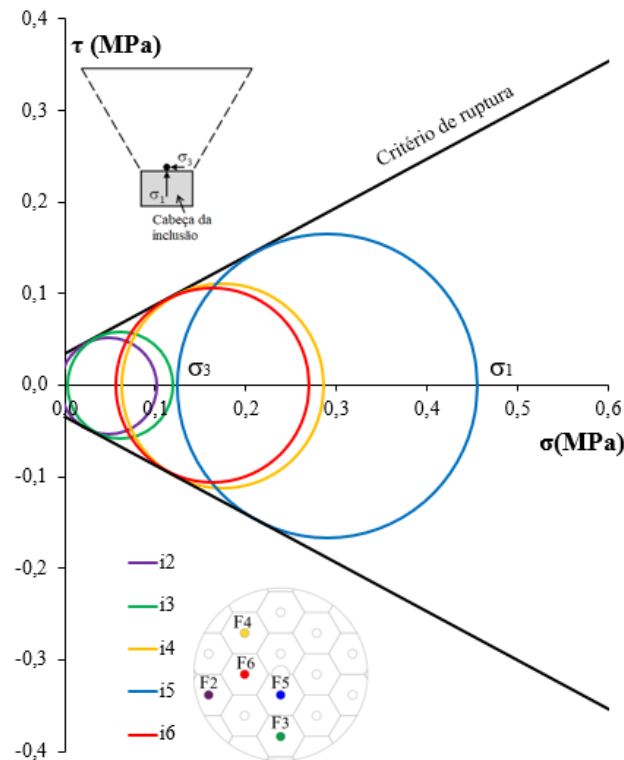 τ (MPa)
0,4
0,3
0,2
0,1
0,0
-0,1
-0,2
-0,3
-0,4
Critério de ruptura
σ3
σ1
Cabeça da
inclusão
σ3
σ1
0,0
0,1
0,2
0,3
0,4
0,5
0,6
σ(MPa)
i2
i3
i4
i5
i6
F4
F6
F2
F5
F3